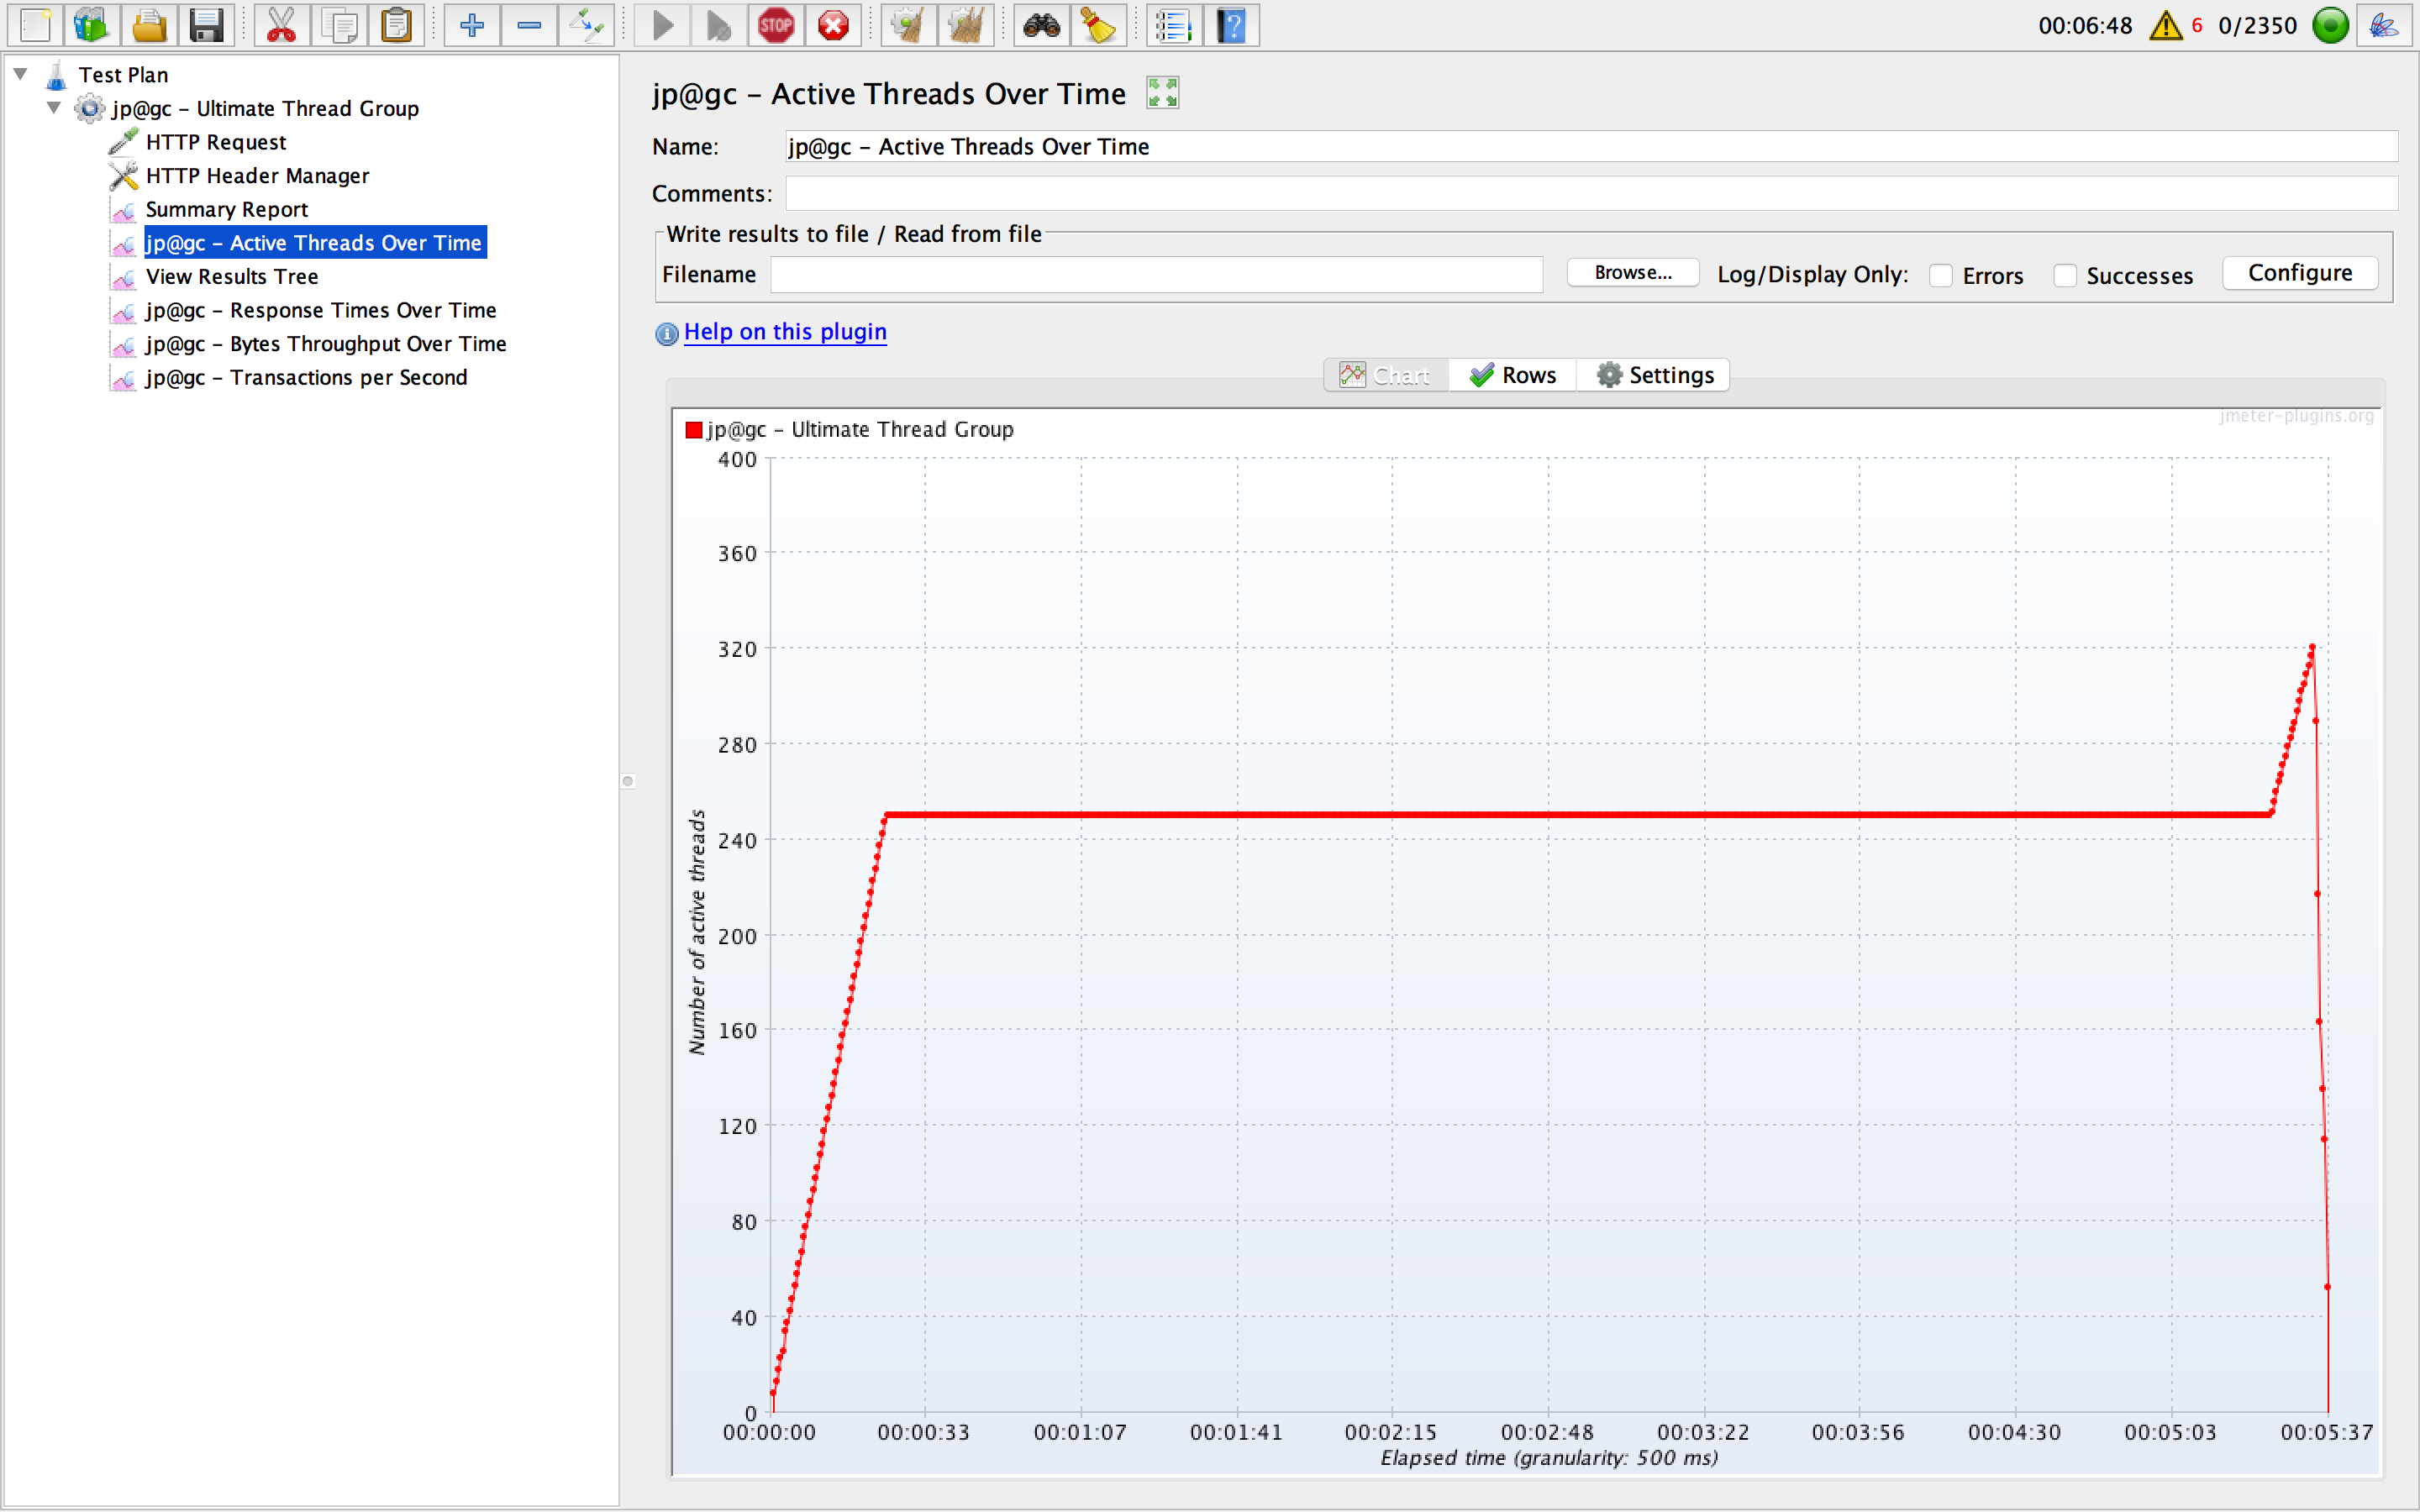 STOP
00:06:48 6 0/2350
Test Plan
jp@gc - Ultimate Thread Group
HTTP Request
HTTP Header Manager
Summary Report
jp@gc - Active Threads Over Time
View Results Tree
jp@gc - Response Times Over Time
jp@gc - Bytes Throughput Over Time
jp@gc - Transactions per Second
jp@gc - Active Threads Over Time
Name: jp@gc - Active Threads Over Time
Comments:
Write results to file / Read from file
Filename Browse... Log/Display Only: Errors Successes Configure
Help on this plugin
Chart Rows Settings
jmeter-plugins.org
jp@gc - Ultimate Thread Group
400
360
320
280
240
200
160
120
80
40
0
Number of active threads
00:00:00 00:00:33 00:01:07 00:01:41 00:02:15 00:02:48 00:03:22 00:03:56 00:04:30 00:05:03 00:05:37
Elapsed time (granularity: 500 ms)